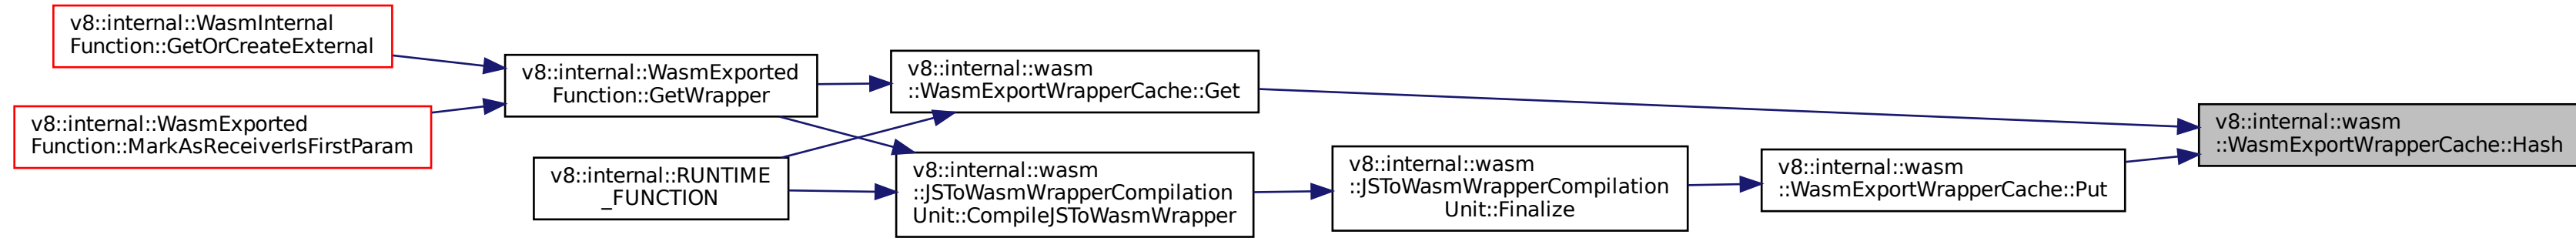 v8::internal::WasmInternal
Function::GetOrCreateExternal
v8::internal::WasmExported
Function::MarkAsReceiverIsFirstParam
v8::internal::WasmExported
Function::GetWrapper
v8::internal::RUNTIME
_FUNCTION
v8::internal::wasm
::WasmExportWrapperCache::Get
v8::internal::wasm
::JSToWasmWrapperCompilation
Unit::CompileJSToWasmWrapper
v8::internal::wasm
::JSToWasmWrapperCompilation
Unit::Finalize
v8::internal::wasm
::WasmExportWrapperCache::Put
v8::internal::wasm
::WasmExportWrapperCache::Hash